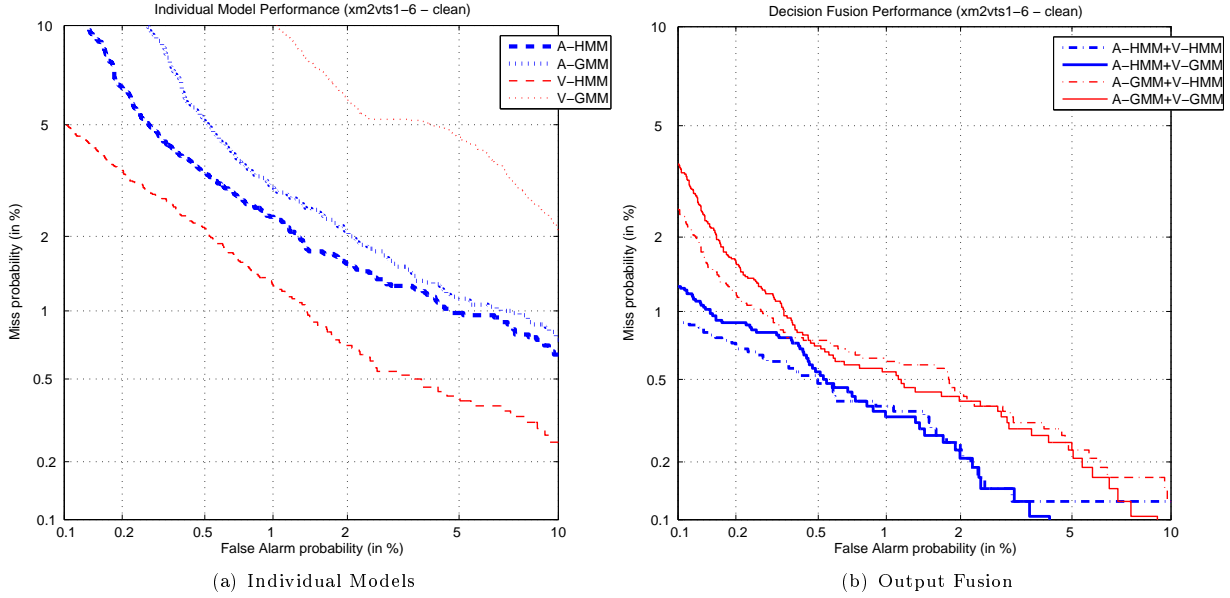 Individual Model Performance (xm2vts1−6 − clean)
10
5
2
1
0.5
0.2
0.1
Miss probability (in %)
A−HMM
A−GMM
V−HMM
V−GMM
0.1 0.2 0.5 1 2 5 10
False Alarm probability (in %)
(a) Individual Models
Decision Fusion Performance (xm2vts1−6 − clean)
10
5
2
1
0.5
0.2
0.1
Miss probability (in %)
A−HMM+V−HMM
A−HMM+V−GMM
A−GMM+V−HMM
A−GMM+V−GMM
0.1 0.2 0.5 1 2 5 10
False Alarm probability (in %)
(b) Output Fusion